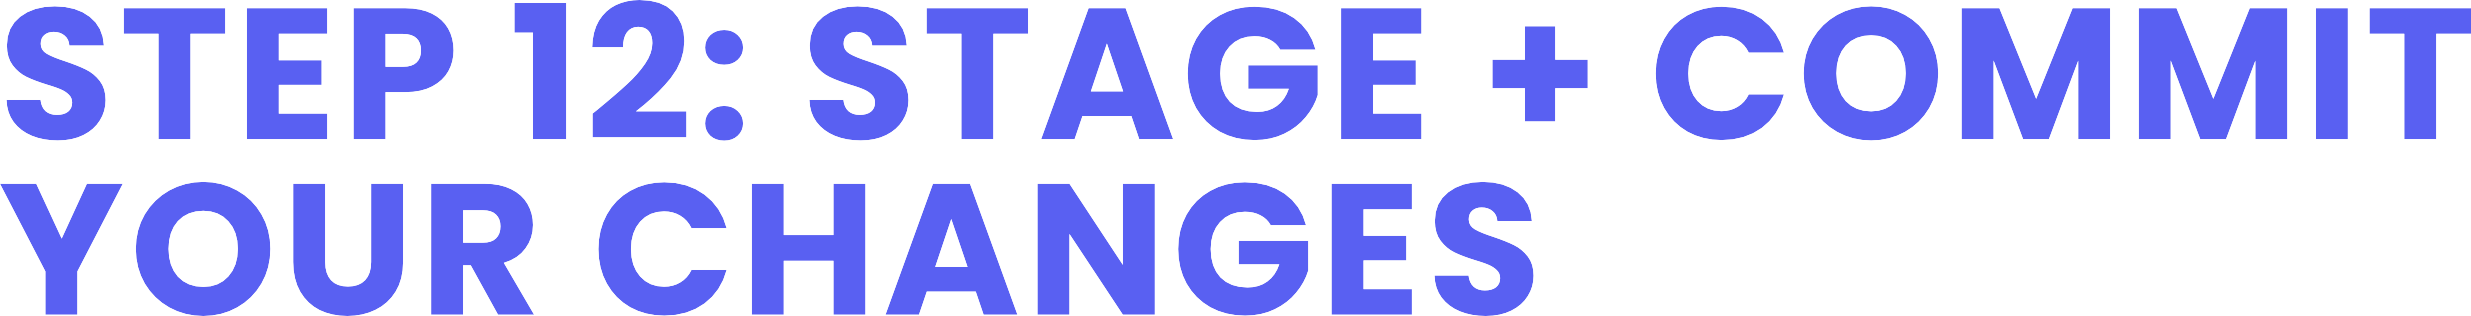 STEP 12: STAGE + COMMIT
YOUR CHANGES